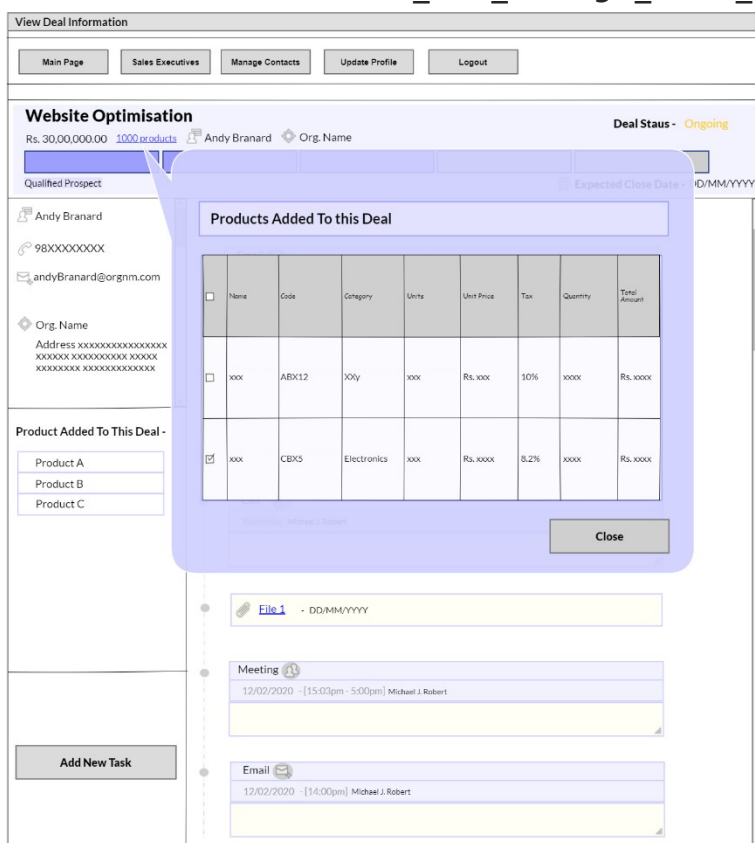 View Deal Information
Main Page Sales Executives Manage Contacts Update Profile Logout
Website Optimisation
Deal Staus - Ongoing
Rs. 30,00,000.00 1000 products Andy Branard Org. Name
Qualified Prospect
Expected Close Date - DD/MM/YYYY
Andy Branard
98XXXXXXXX
andyBranard@orgnm.com
Org. Name
Address xxxxxxxxxxxxxxxx
xxxxxx xxxxxxxxxx xxxxx
xxxxxxxx xxxxxxxxxxxxx
Product Added To This Deal -
Product A
Product B
Product C
Add New Task
Products Added To this Deal
Name Code Category Units Unit Price Tax Quantity Total Amount
xxx ABX12 XXy xxx Rs. xxx 10% xxxx Rs. xxxx
xxx CBX5 Electronics xxx Rs. xxxx 8.2% xxxx Rs. xxxx
Michael J. Robert
Close
File 1 - DD/MM/YYYY
Meeting
12/02/2020 - [15:03pm - 5:00pm] Michael J. Robert
Email
12/02/2020 - [14:00pm] Michael J. Robert